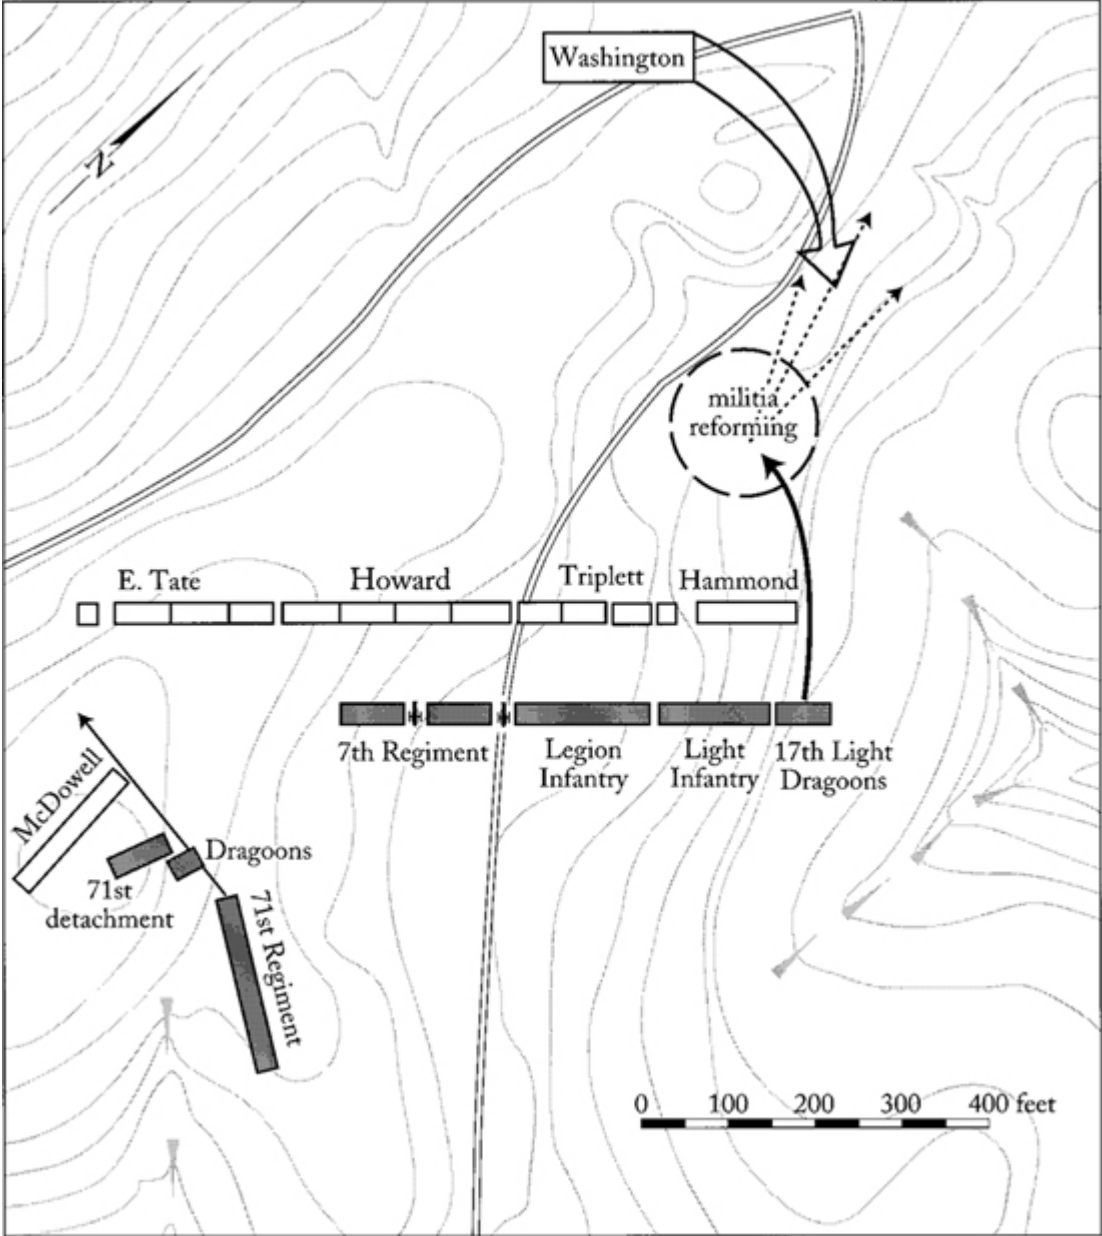 Washington
N
militia
reforming
E. Tate
Howard
Triplett
Hammond
7th Regiment
Legion
Infantry
Light
Infantry
17th Light
Dragoons
McDowell
Dragoons
71st
detachment
71st Regiment
0 100 200 300 400 feet